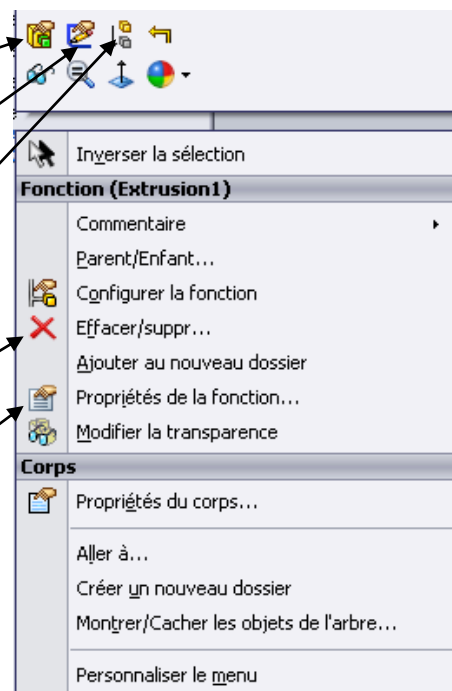 Inverser la sélection
Fonction (Extrusion1)
Commentaire
Parent/Enfant...
Configurer la fonction
Effacer/suppr...
Ajouter au nouveau dossier
Propriétés de la fonction...
Modifier la transparence
Corps
Propriétés du corps...
Aller à...
Créer un nouveau dossier
Montrer/Cacher les objets de l'arbre...
Personnaliser le menu